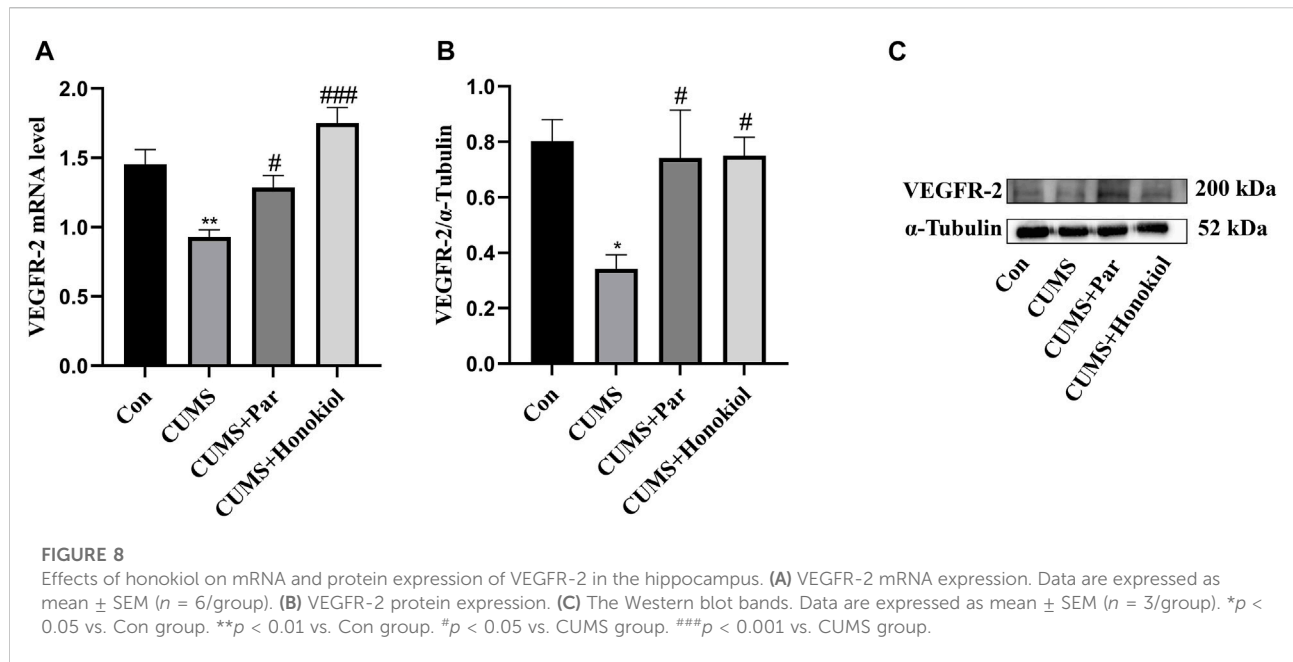 A
B
C
VEGFR-2 mRNA level
2.0
1.5
1.0
0.5
0.0
**
#
###
Con
CUMS
CUMS+Par
CUMS+Honokiol
VEGFR-2/α-Tubulin
1.0
0.8
0.6
0.4
0.2
0.0
*
#
#
Con
CUMS
CUMS+Par
CUMS+Honokiol
VEGFR-2 200 kDa
α-Tubulin 52 kDa
Con
CUMS
CUMS+Par
CUMS+Honokiol
FIGURE 8
Effects of honokiol on mRNA and protein expression of VEGFR-2 in the hippocampus. (A) VEGFR-2 mRNA expression. Data are expressed as
mean ± SEM (n = 6/group). (B) VEGFR-2 protein expression. (C) The Western blot bands. Data are expressed as mean ± SEM (n = 3/group). *p <
0.05 vs. Con group. **p < 0.01 vs. Con group. #p < 0.05 vs. CUMS group. ###p < 0.001 vs. CUMS group.